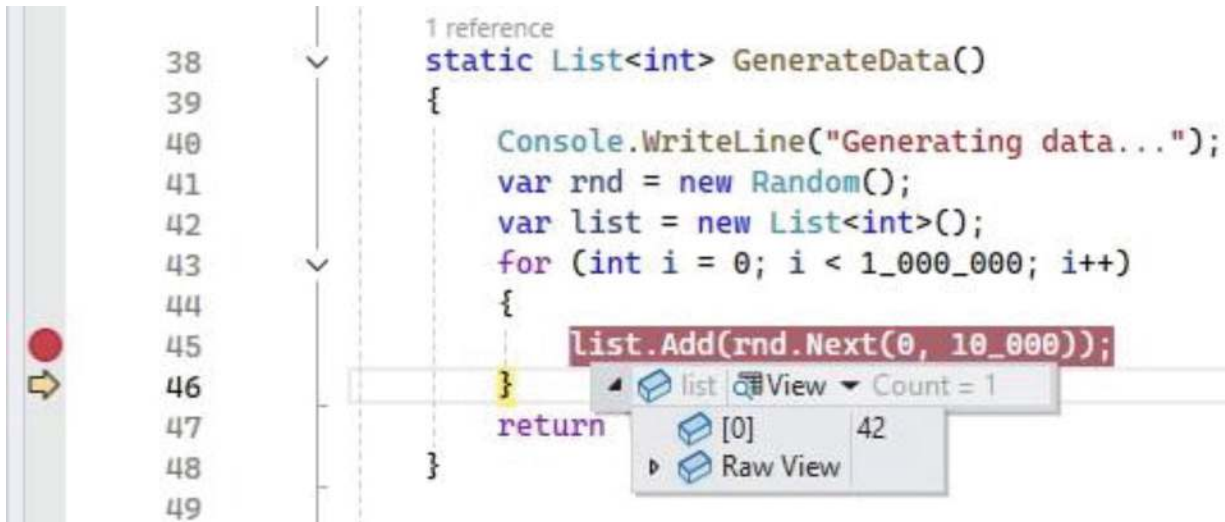 1 reference
38 static List<int> GenerateData()
39 {
40 Console.WriteLine("Generating data...");
41 var rnd = new Random();
42 var list = new List<int>();
43 for (int i = 0; i < 1_000_000; i++)
44 {
45 list.Add(rnd.Next(0, 10_000));
46 } list View Count = 1
47 return [0] 42
48 } Raw View
49